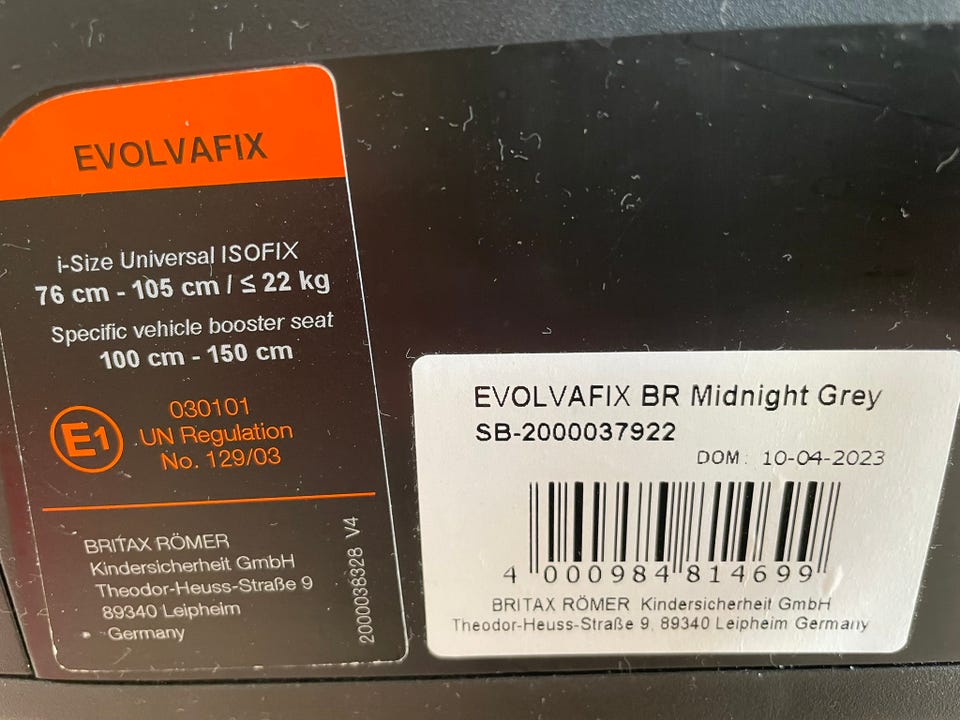 EVOLVAFIX
i-Size Universal ISOFIX
76 cm - 105 cm / ≤ 22 kg
Specific vehicle booster seat
100 cm - 150 cm
E1
030101
UN Regulation
No. 129/03
BRITAX RÖMER
Kindersicherheit GmbH
Theodor-Heuss-Straße 9
89340 Leipheim
Germany
2000038328 V4
EVOLVAFIX BR Midnight Grey
SB-2000037922
DOM: 10-04-2023
4 000984 814699
BRITAX RÖMER Kindersicherheit GmbH
Theodor-Heuss-Straße 9, 89340 Leipheim Germany